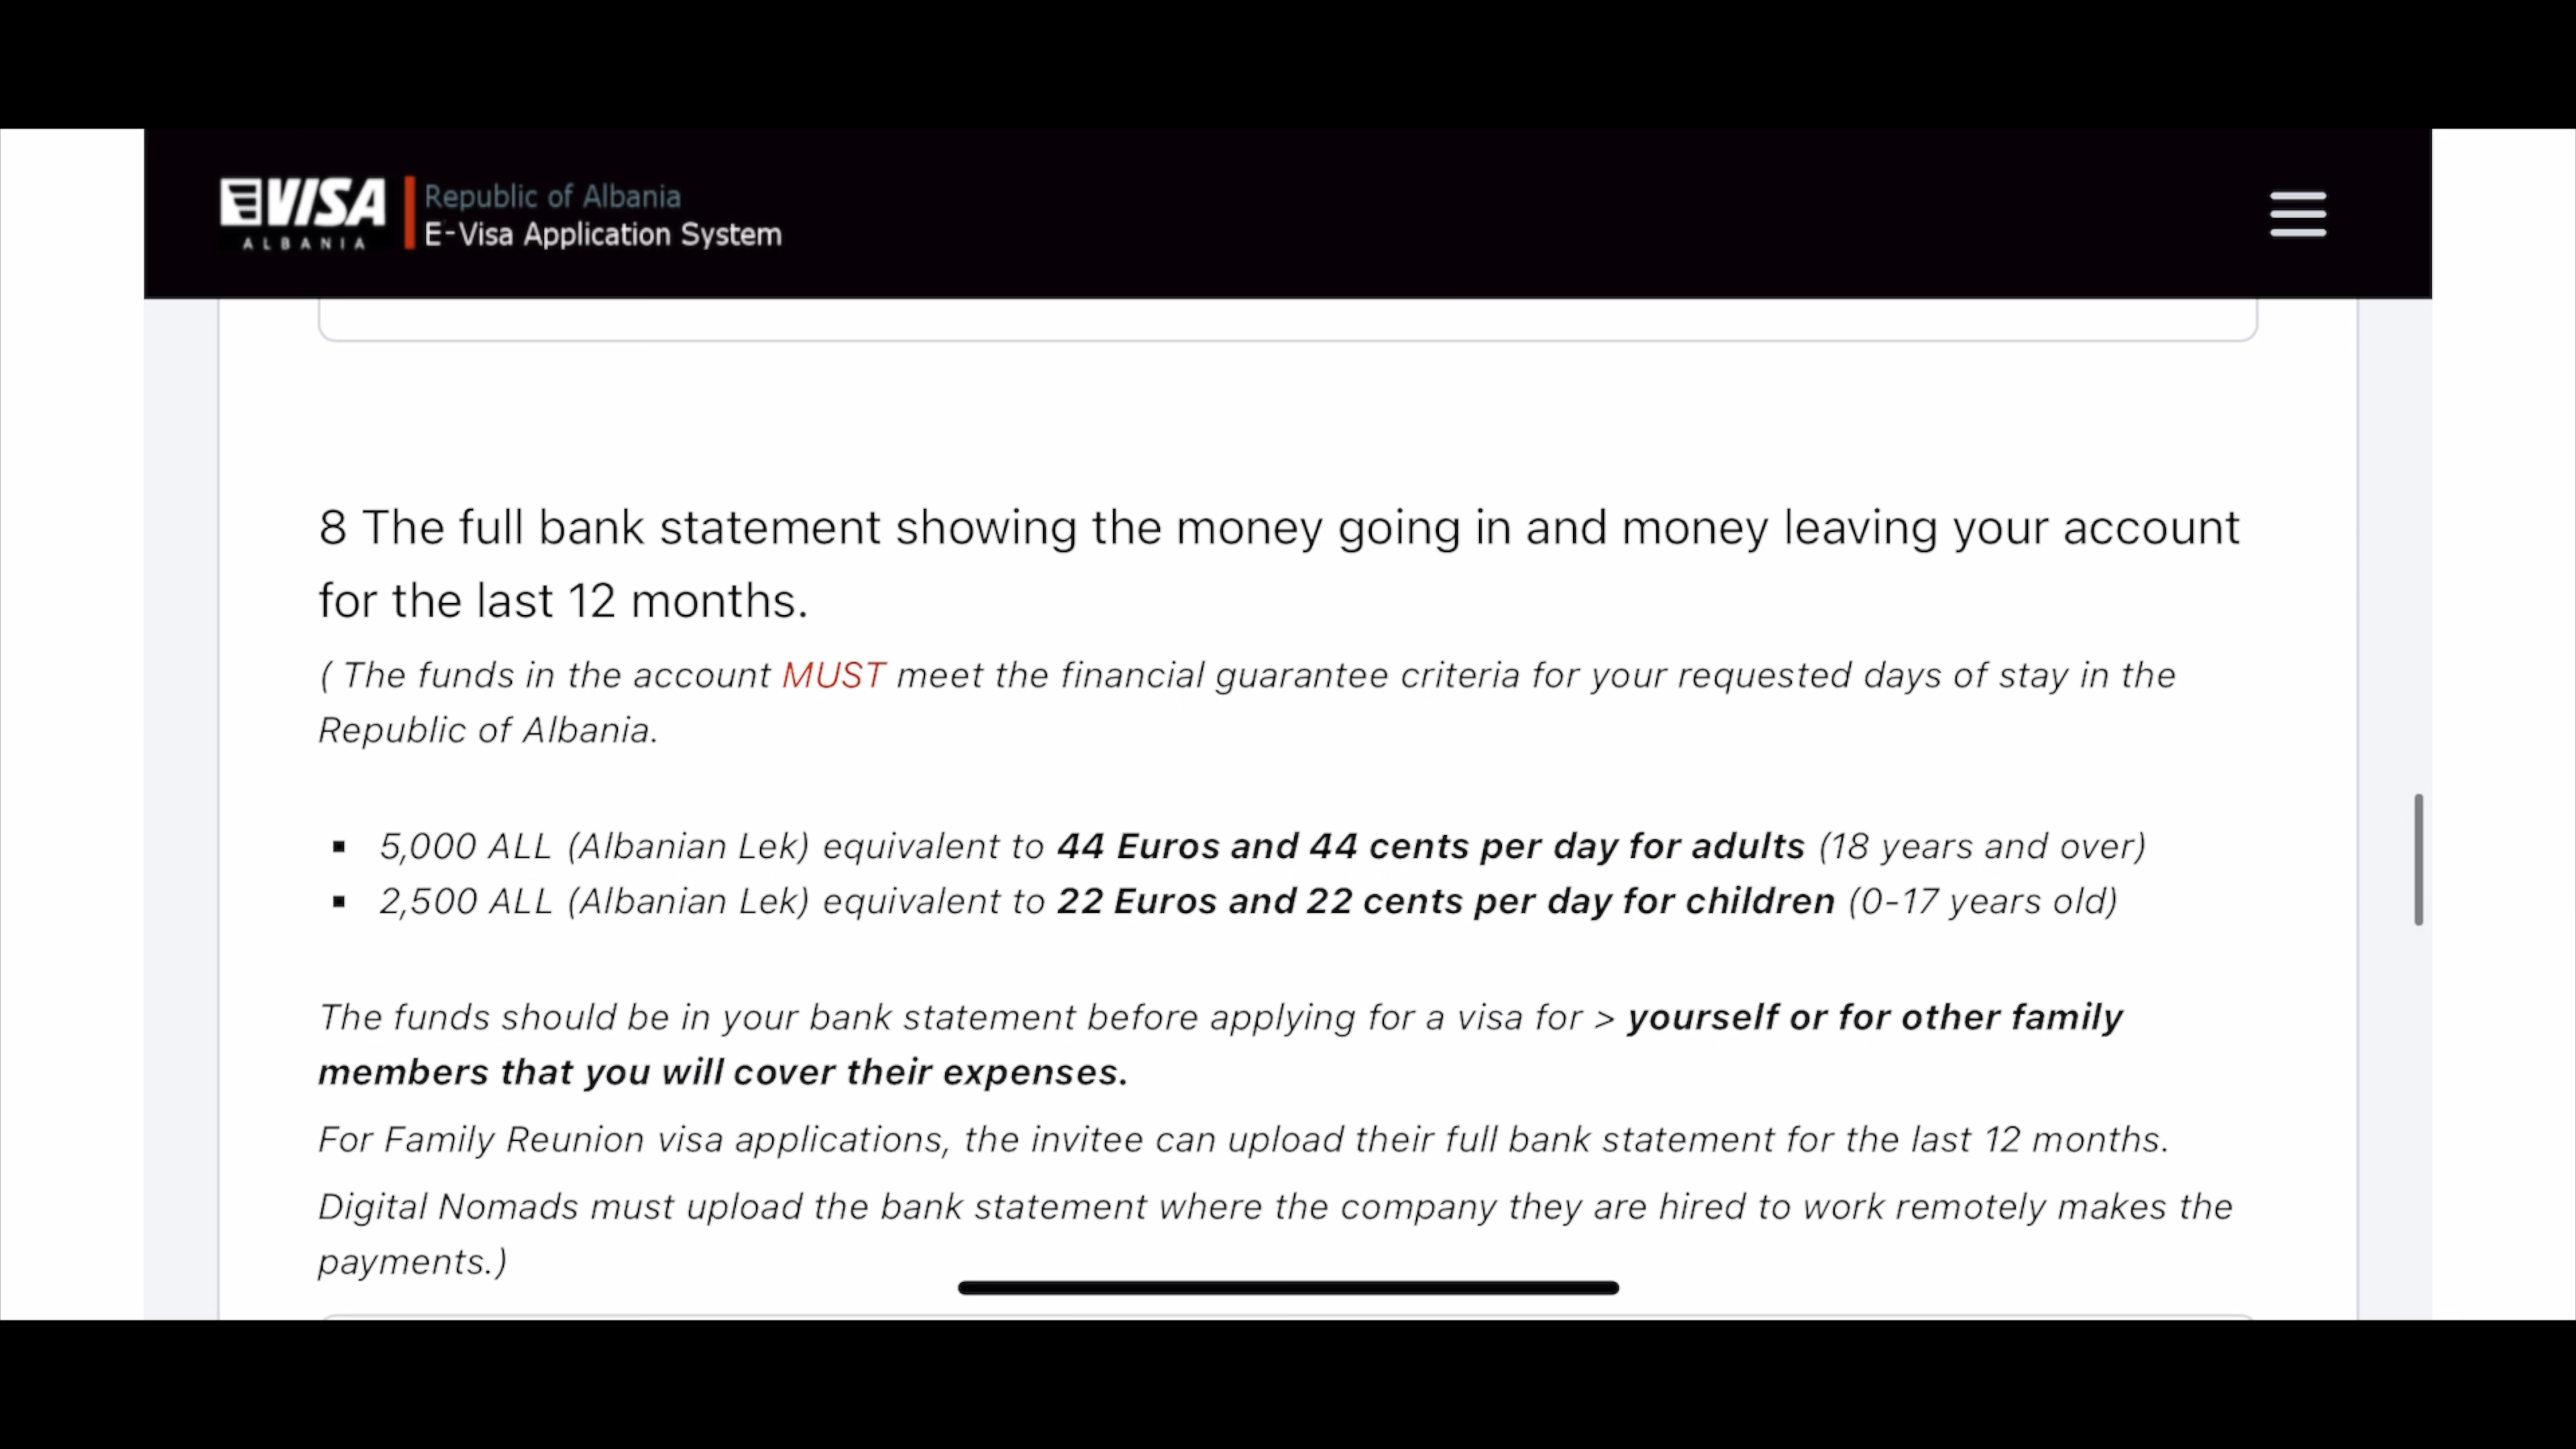 EVISA
ALBANIA
Republic of Albania
E-Visa Application System
8 The full bank statement showing the money going in and money leaving your account
for the last 12 months.
( The funds in the account MUST meet the financial guarantee criteria for your requested days of stay in the
Republic of Albania.
▪ 5,000 ALL (Albanian Lek) equivalent to 44 Euros and 44 cents per day for adults (18 years and over)
▪ 2,500 ALL (Albanian Lek) equivalent to 22 Euros and 22 cents per day for children (0-17 years old)
The funds should be in your bank statement before applying for a visa for > yourself or for other family
members that you will cover their expenses.
For Family Reunion visa applications, the invitee can upload their full bank statement for the last 12 months.
Digital Nomads must upload the bank statement where the company they are hired to work remotely makes the
payments.)